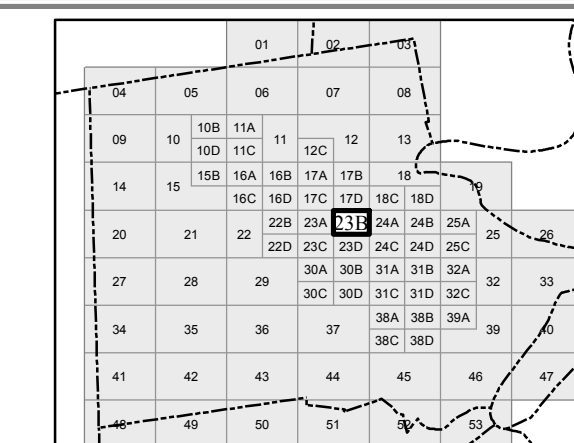 01 02 03
04 05 06 07 08
10B 11A
09 10 11 12 13
10D 11C 12C
15B 16A 16B 17A 17B 18
14 15 19
16C 16D 17C 17D 18C 18D
22B 23A 23B 24A 24B 25A
20 21 22 25 26
22D 23C 23D 24C 24D 25C
30A 30B 31A 31B 32A
27 28 29 32 33
30C 30D 31C 31D 32C
38A 38B 39A
34 35 36 37 39 40
38C 38D
41 42 43 44 45 46 47
48 49 50 51 52 53